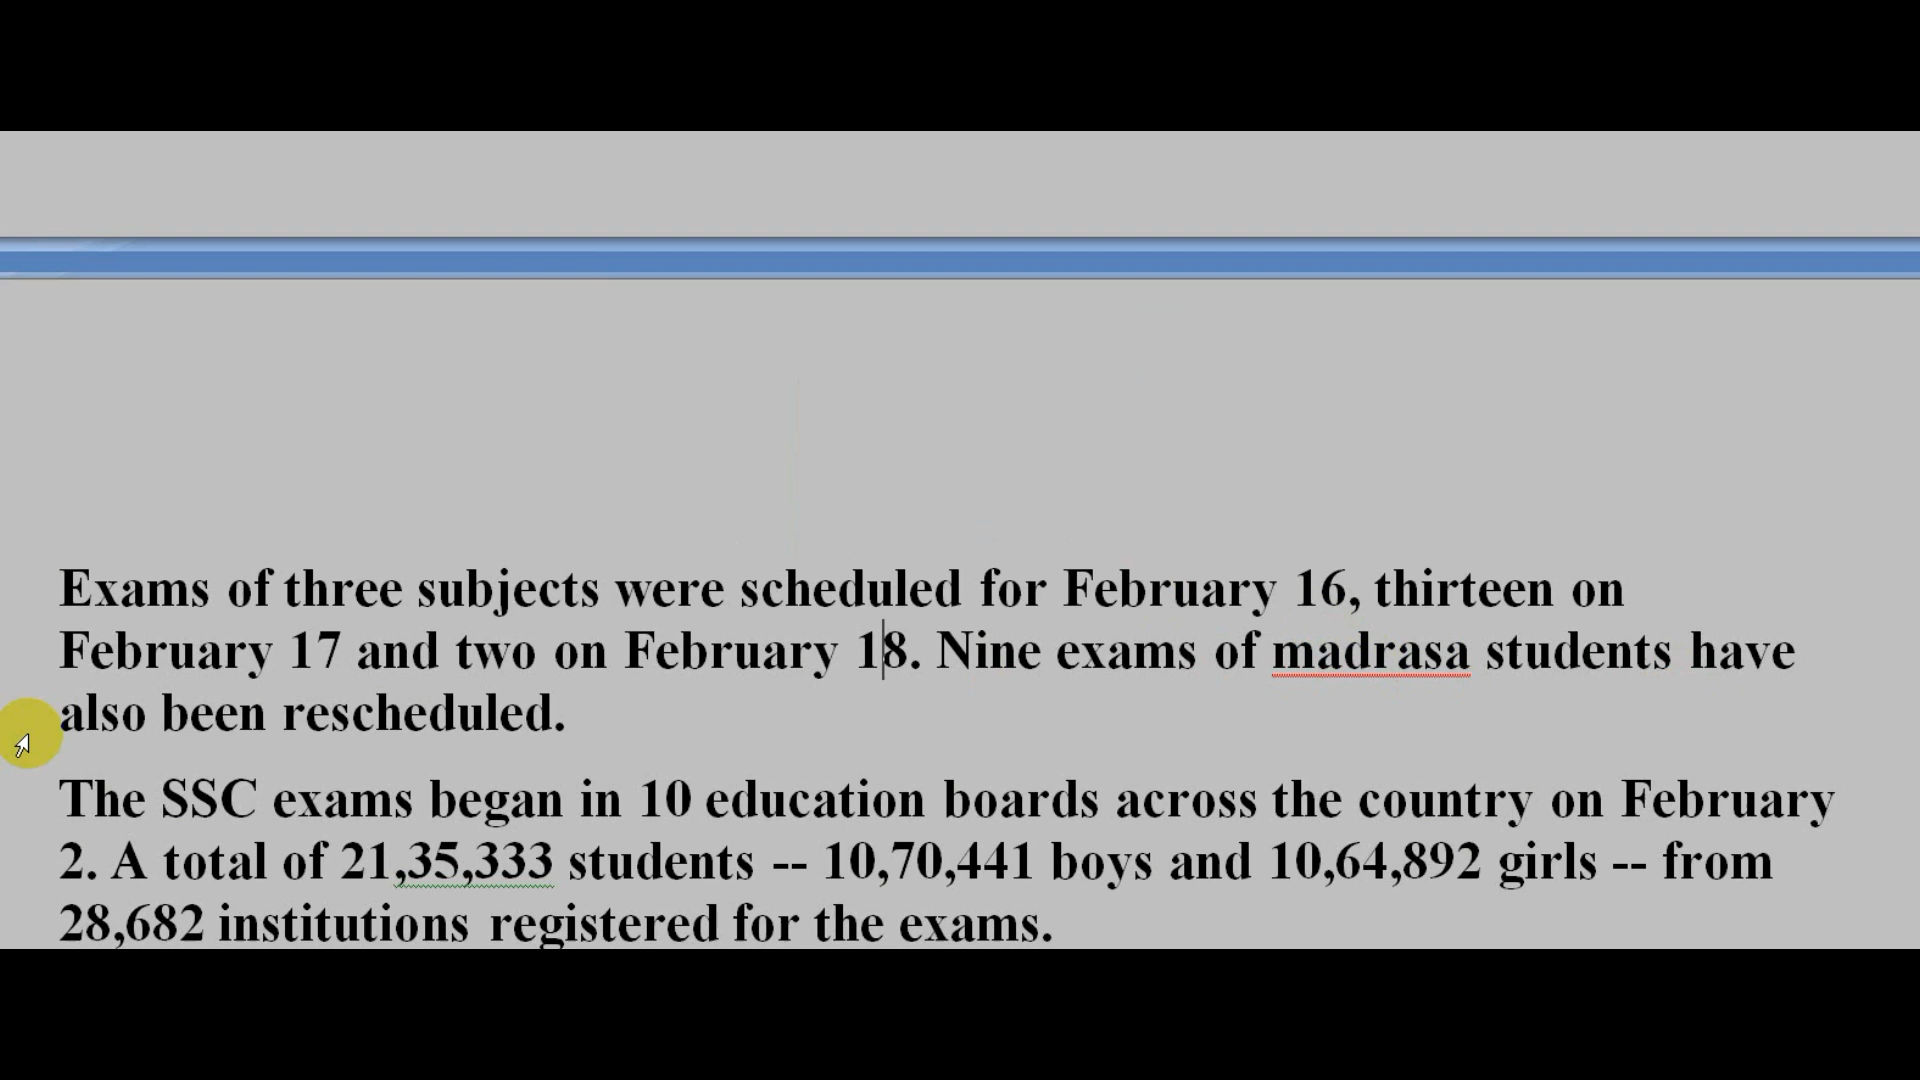 Exams of three subjects were scheduled for February 16, thirteen on
February 17 and two on February 18. Nine exams of madrasa students have
also been rescheduled.
The SSC exams began in 10 education boards across the country on February
2. A total of 21,35,333 students -- 10,70,441 boys and 10,64,892 girls -- from
28,682 institutions registered for the exams.